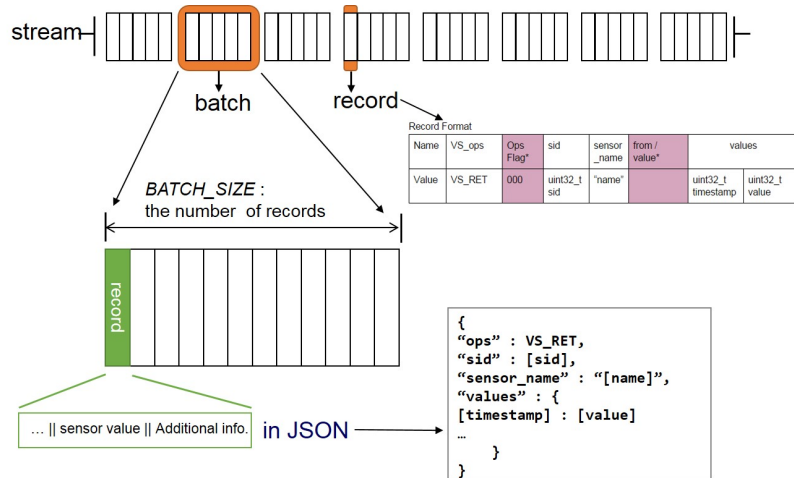 stream
batch
record
Record Format
Name VS_ops Ops Flag* sid sensor _name from / value* values
Value VS_RET 000 uint32_t sid “name” uint32_t timestamp uint32_t value
BATCH_SIZE :
the number of records
record
... || sensor value || Additional info.
in JSON
{
“ops” : VS_RET,
“sid” : [sid],
“sensor_name” : “[name]”,
“values” : {
[timestamp] : [value]
…
}
}